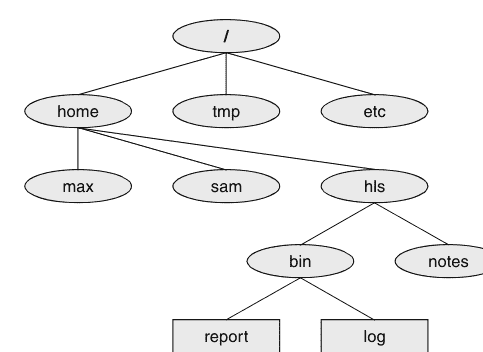 /
home tmp etc
max sam hls
bin notes
report log